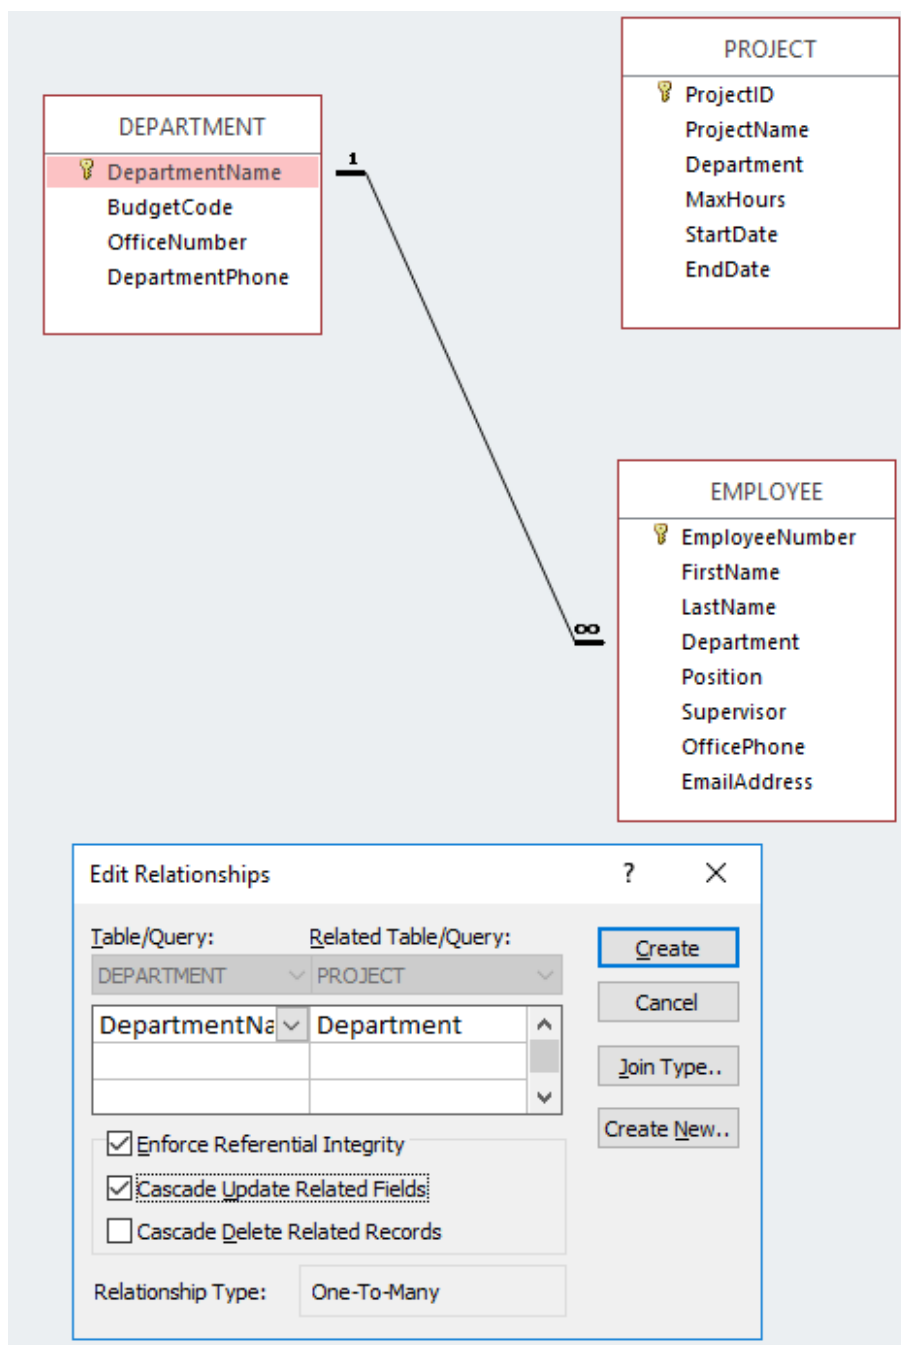 PROJECT
ProjectID
ProjectName
Department
MaxHours
StartDate
EndDate
DEPARTMENT
DepartmentName
BudgetCode
OfficeNumber
DepartmentPhone
1
∞
EMPLOYEE
EmployeeNumber
FirstName
LastName
Department
Position
Supervisor
OfficePhone
EmailAddress
Edit Relationships ?
Table/Query: Related Table/Query:
DEPARTMENT PROJECT
DepartmentNa Department
Create
Cancel
Join Type..
Create New..
Enforce Referential Integrity
Cascade Update Related Fields
Cascade Delete Related Records
Relationship Type: One-To-Many